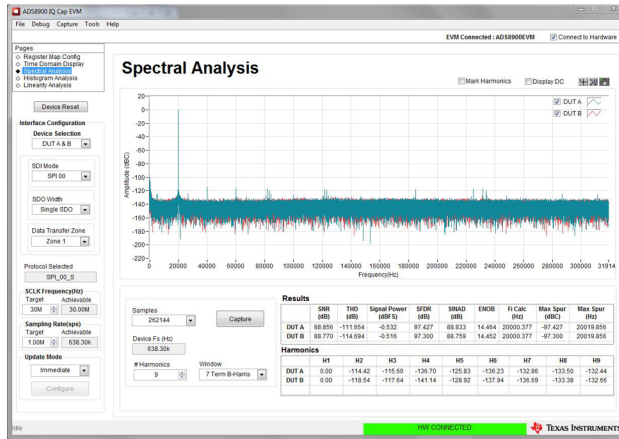 ADS8900 IQ Cap EVM
File Debug Capture Tools Help
EVM Connected : ADS8900EVM Connect to Hardware
Pages
Register Map Config
Time Domain Display
Spectral Analysis
Histogram Analysis
Linearity Analysis
Device Reset
Interface Configuration
Device Selection
DUT A & B
SDI Mode
SPI 00
SDO Width
Single SDO
Data Transfer Zone
Zone 1
Protocol Selected
SPI_00_S
SCLK Frequency(Hz)
Target Achievable
30M 30.00M
Sampling Rate(sps)
Target Achievable
1.00M 638.30k
Update Mode
Immediate
Configure
Spectral Analysis
Mark Harmonics Display DC
DUT A
DUT B
Amplitude (dBC)
20
0
-20
-40
-60
-80
-100
-120
-140
-160
-180
-200
-220
0 20000 40000 60000 80000 100000 120000 140000 160000 180000 200000 220000 240000 260000 280000 300000 31914
Frequency(Hz)
Samples
262144
Capture
Device Fs (Hz)
638.30k
# Harmonics Window
9 7 Term B-Harris
Results
SNR (dB) THD (dB) Signal Power (dBFS) SFDR (dB) SINAD (dB) ENOB Fi Calc (Hz) Max Spur (dBC) Max Spur (Hz)
DUT A 88.856 -111.654 -0.532 97.427 88.833 14.464 20000.377 -97.427 20019.856
DUT B 88.770 -114.694 -0.516 97.300 88.759 14.452 20000.377 -97.300 20019.856
Harmonics
H1 H2 H3 H4 H5 H6 H7 H8 H9
DUT A 0.00 -114.42 -115.60 -136.70 -125.83 -136.23 -132.86 -133.50 -132.44
DUT B 0.00 -118.54 -117.64 -141.14 -128.92 -137.94 -136.69 -133.38 -132.66
Idle
HW CONNECTED
TEXAS INSTRUMENTS